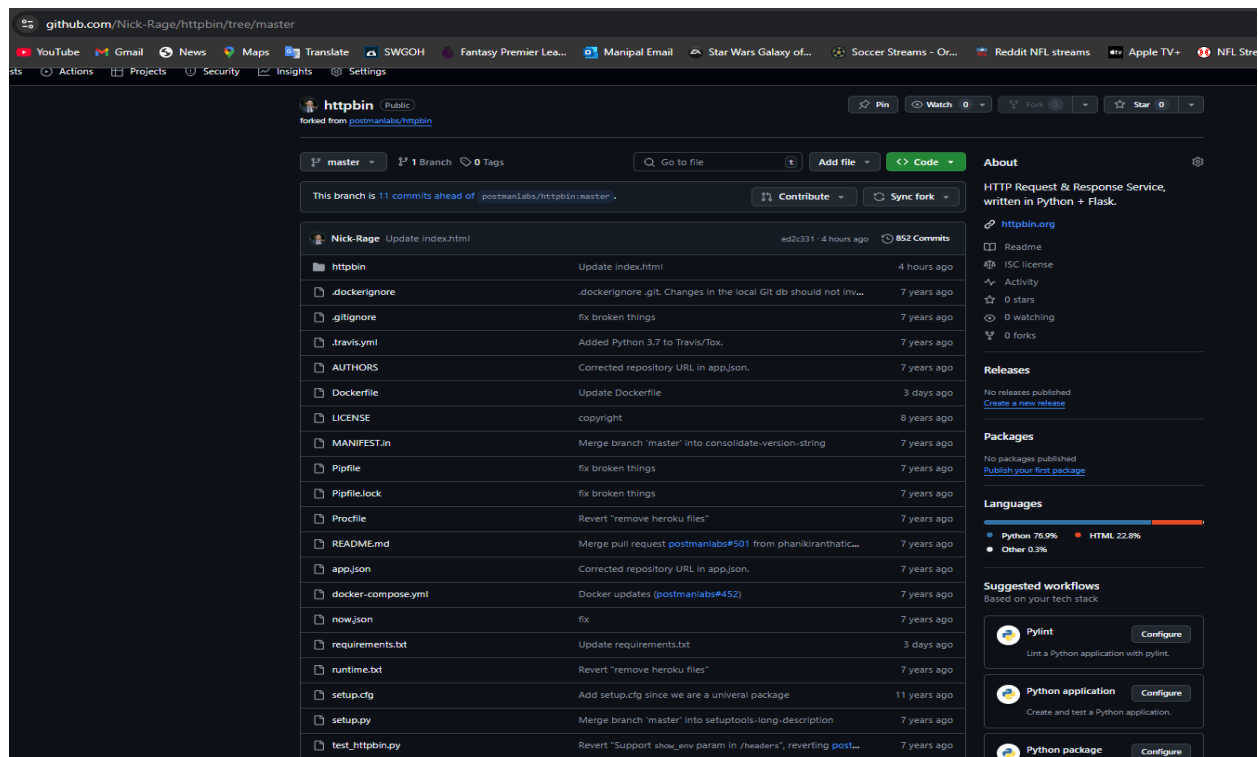 github.com/Nick-Rage/httpbin/tree/master
YouTube Gmail News Maps Translate SWGOH Fantasy Premier Lea... Manipal Email Star Wars Galaxy of... Soccer Streams - Or... Reddit NFL streams Apple TV+ NFL Stre
sts Actions Projects Security Insights Settings
httpbin Public Pin Watch 0 Fork 0 Star 0
forked from postmanlabs/httpbin
master 1 Branch 0 Tags Go to file t Add file <> Code
This branch is 11 commits ahead of postmanlabs/httpbin:master . Contribute Sync fork
Nick-Rage Update index.html ed2c331 · 4 hours ago 852 Commits
httpbin Update index.html 4 hours ago
.dockerignore .dockerignore .git. Changes in the local Git db should not inv... 7 years ago
.gitignore fix broken things 7 years ago
.travis.yml Added Python 3.7 to Travis/Tox. 7 years ago
AUTHORS Corrected repository URL in app.json. 7 years ago
Dockerfile Update Dockerfile 3 days ago
LICENSE copyright 8 years ago
MANIFEST.in Merge branch 'master' into consolidate-version-string 7 years ago
Pipfile fix broken things 7 years ago
Pipfile.lock fix broken things 7 years ago
Procfile Revert "remove heroku files" 7 years ago
README.md Merge pull request postmanlabs#501 from phanikiranthatic... 7 years ago
app.json Corrected repository URL in app.json. 7 years ago
docker-compose.yml Docker updates (postmanlabs#452) 7 years ago
now.json fix 7 years ago
requirements.txt Update requirements.txt 3 days ago
runtime.txt Revert "remove heroku files" 7 years ago
setup.cfg Add setup.cfg since we are a univeral package 11 years ago
setup.py Merge branch 'master' into setuptools-long-description 7 years ago
test_httpbin.py Revert "Support show_env param in /headers", reverting post... 7 years ago
About
HTTP Request & Response Service,
written in Python + Flask.
httpbin.org
Readme
ISC license
Activity
0 stars
0 watching
0 forks
Releases
No releases published
Create a new release
Packages
No packages published
Publish your first package
Languages
Python 76.9% HTML 22.8%
Other 0.3%
Suggested workflows
Based on your tech stack
Pylint Configure
Lint a Python application with pylint.
Python application Configure
Create and test a Python application.
Python package Configure